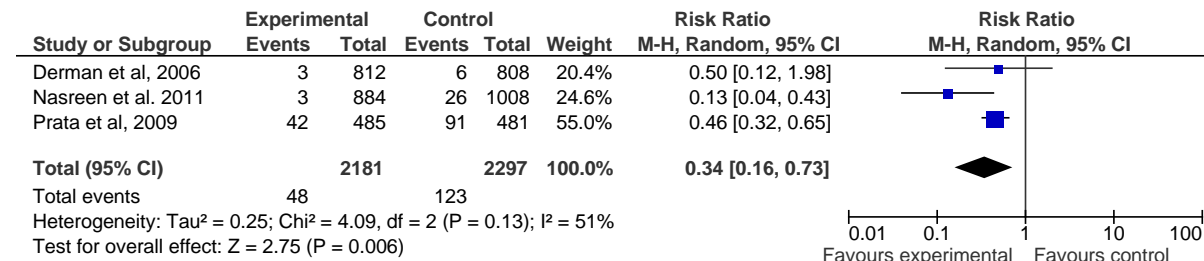 Experimental Control Risk Ratio Risk Ratio
Study or Subgroup Events Total Events Total Weight M-H, Random, 95% CI M-H, Random, 95% CI
Derman et al, 2006 3 812 6 808 20.4% 0.50 [0.12, 1.98]
Nasreen et al. 2011 3 884 26 1008 24.6% 0.13 [0.04, 0.43]
Prata et al, 2009 42 485 91 481 55.0% 0.46 [0.32, 0.65]
Total (95% CI) 2181 2297 100.0% 0.34 [0.16, 0.73]
Total events 48 123
Heterogeneity: Tau² = 0.25; Chi² = 4.09, df = 2 (P = 0.13); I² = 51%
Test for overall effect: Z = 2.75 (P = 0.006)
0.01 0.1 1 10 100
Favours experimental Favours control